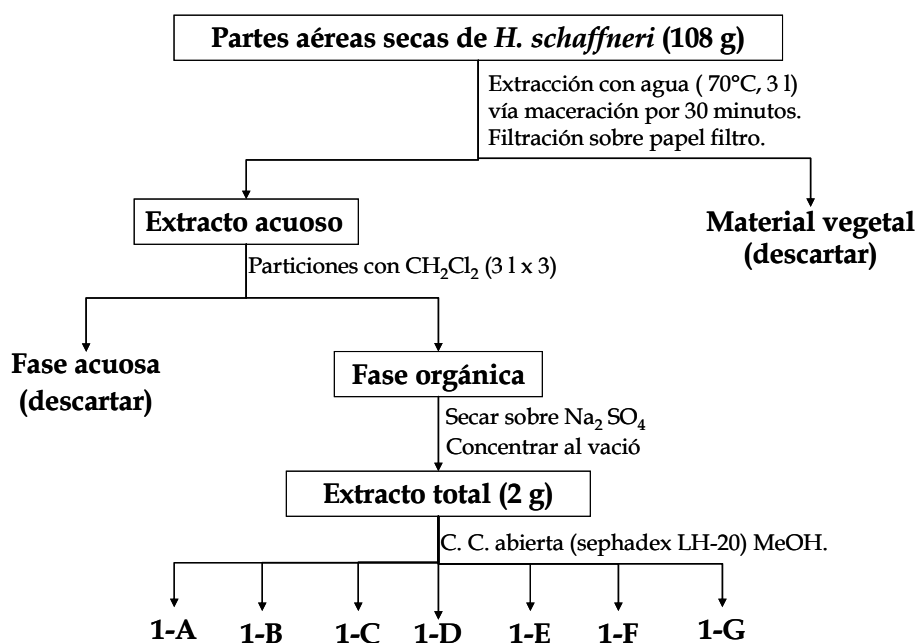 Partes aéreas secas de H. schaffneri (108 g)
Extracción con agua ( 70°C, 3 l)
vía maceración por 30 minutos.
Filtración sobre papel filtro.
Extracto acuoso
Material vegetal
(descartar)
Particiones con CH₂Cl₂ (3 l x 3)
Fase acuosa
(descartar)
Fase orgánica
Secar sobre Na₂ SO₄
Concentrar al vació
Extracto total (2 g)
C. C. abierta (sephadex LH-20) MeOH.
1-A 1-B 1-C 1-D 1-E 1-F 1-G